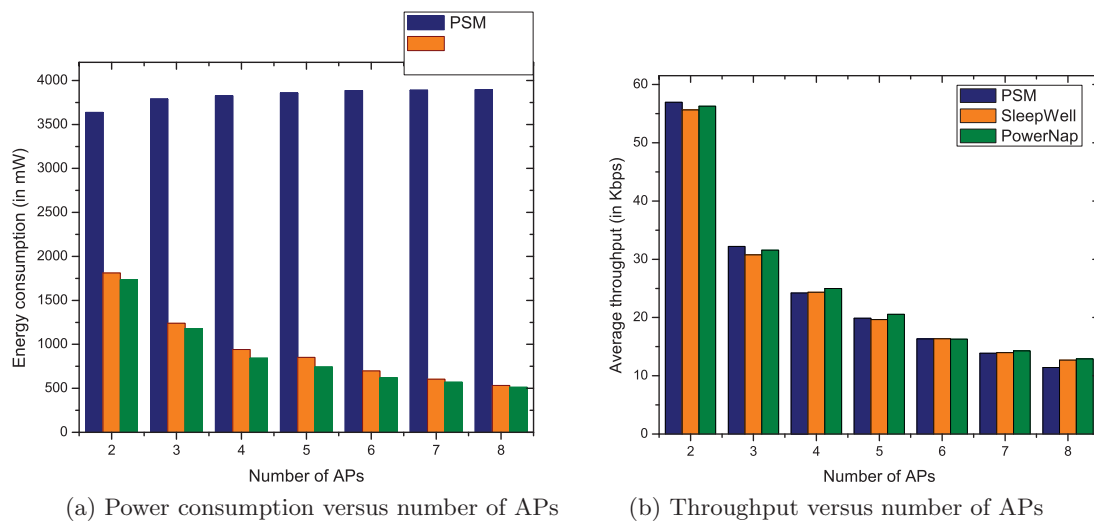 PSM
4000
3500
3000
2500
2000
1500
1000
500
0
Energy consumption (in mW)
2 3 4 5 6 7 8
Number of APs
(a) Power consumption versus number of APs
PSM
SleepWell
PowerNap
60
50
40
30
20
10
0
Average throughput (in Kbps)
2 3 4 5 6 7 8
Number of APs
(b) Throughput versus number of APs